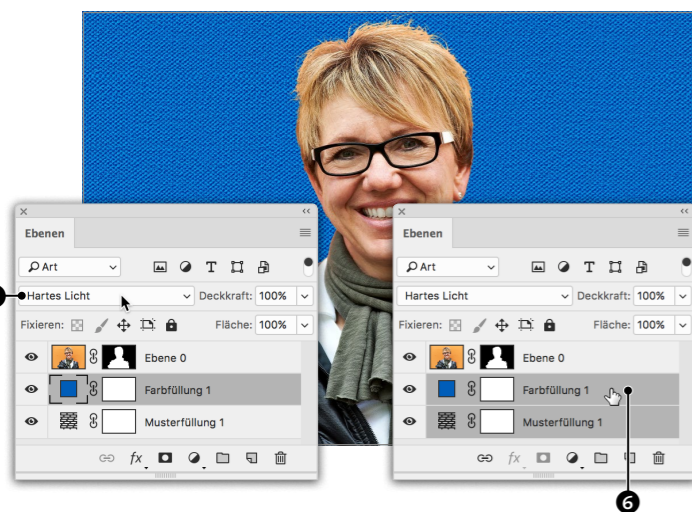 Ebenen
Art
Hartes Licht Deckkraft: 100%
Fixieren: Fläche: 100%
Ebene 0
Farbfüllung 1
Musterfüllung 1
fx
Ebenen
Art
Hartes Licht Deckkraft: 100%
Fixieren: Fläche: 100%
Ebene 0
Farbfüllung 1
Musterfüllung 1
fx
6